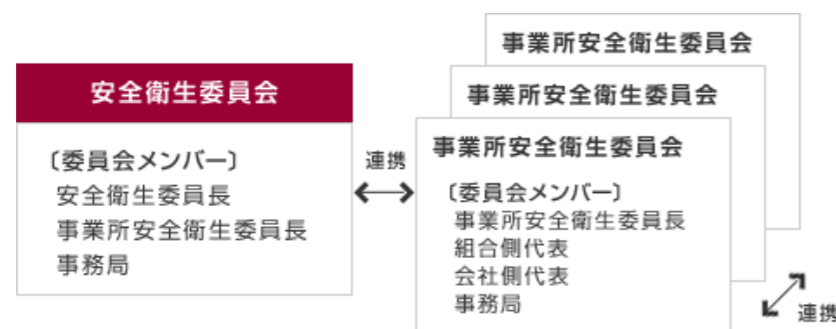 安全衛生委員会
〔委員会メンバー〕
安全衛生委員長
事業所安全衛生委員長
事務局
連携
事業所安全衛生委員会
事業所安全衛生委員会
事業所安全衛生委員会
〔委員会メンバー〕
事業所安全衛生委員長
組合側代表
会社側代表
事務局
連携